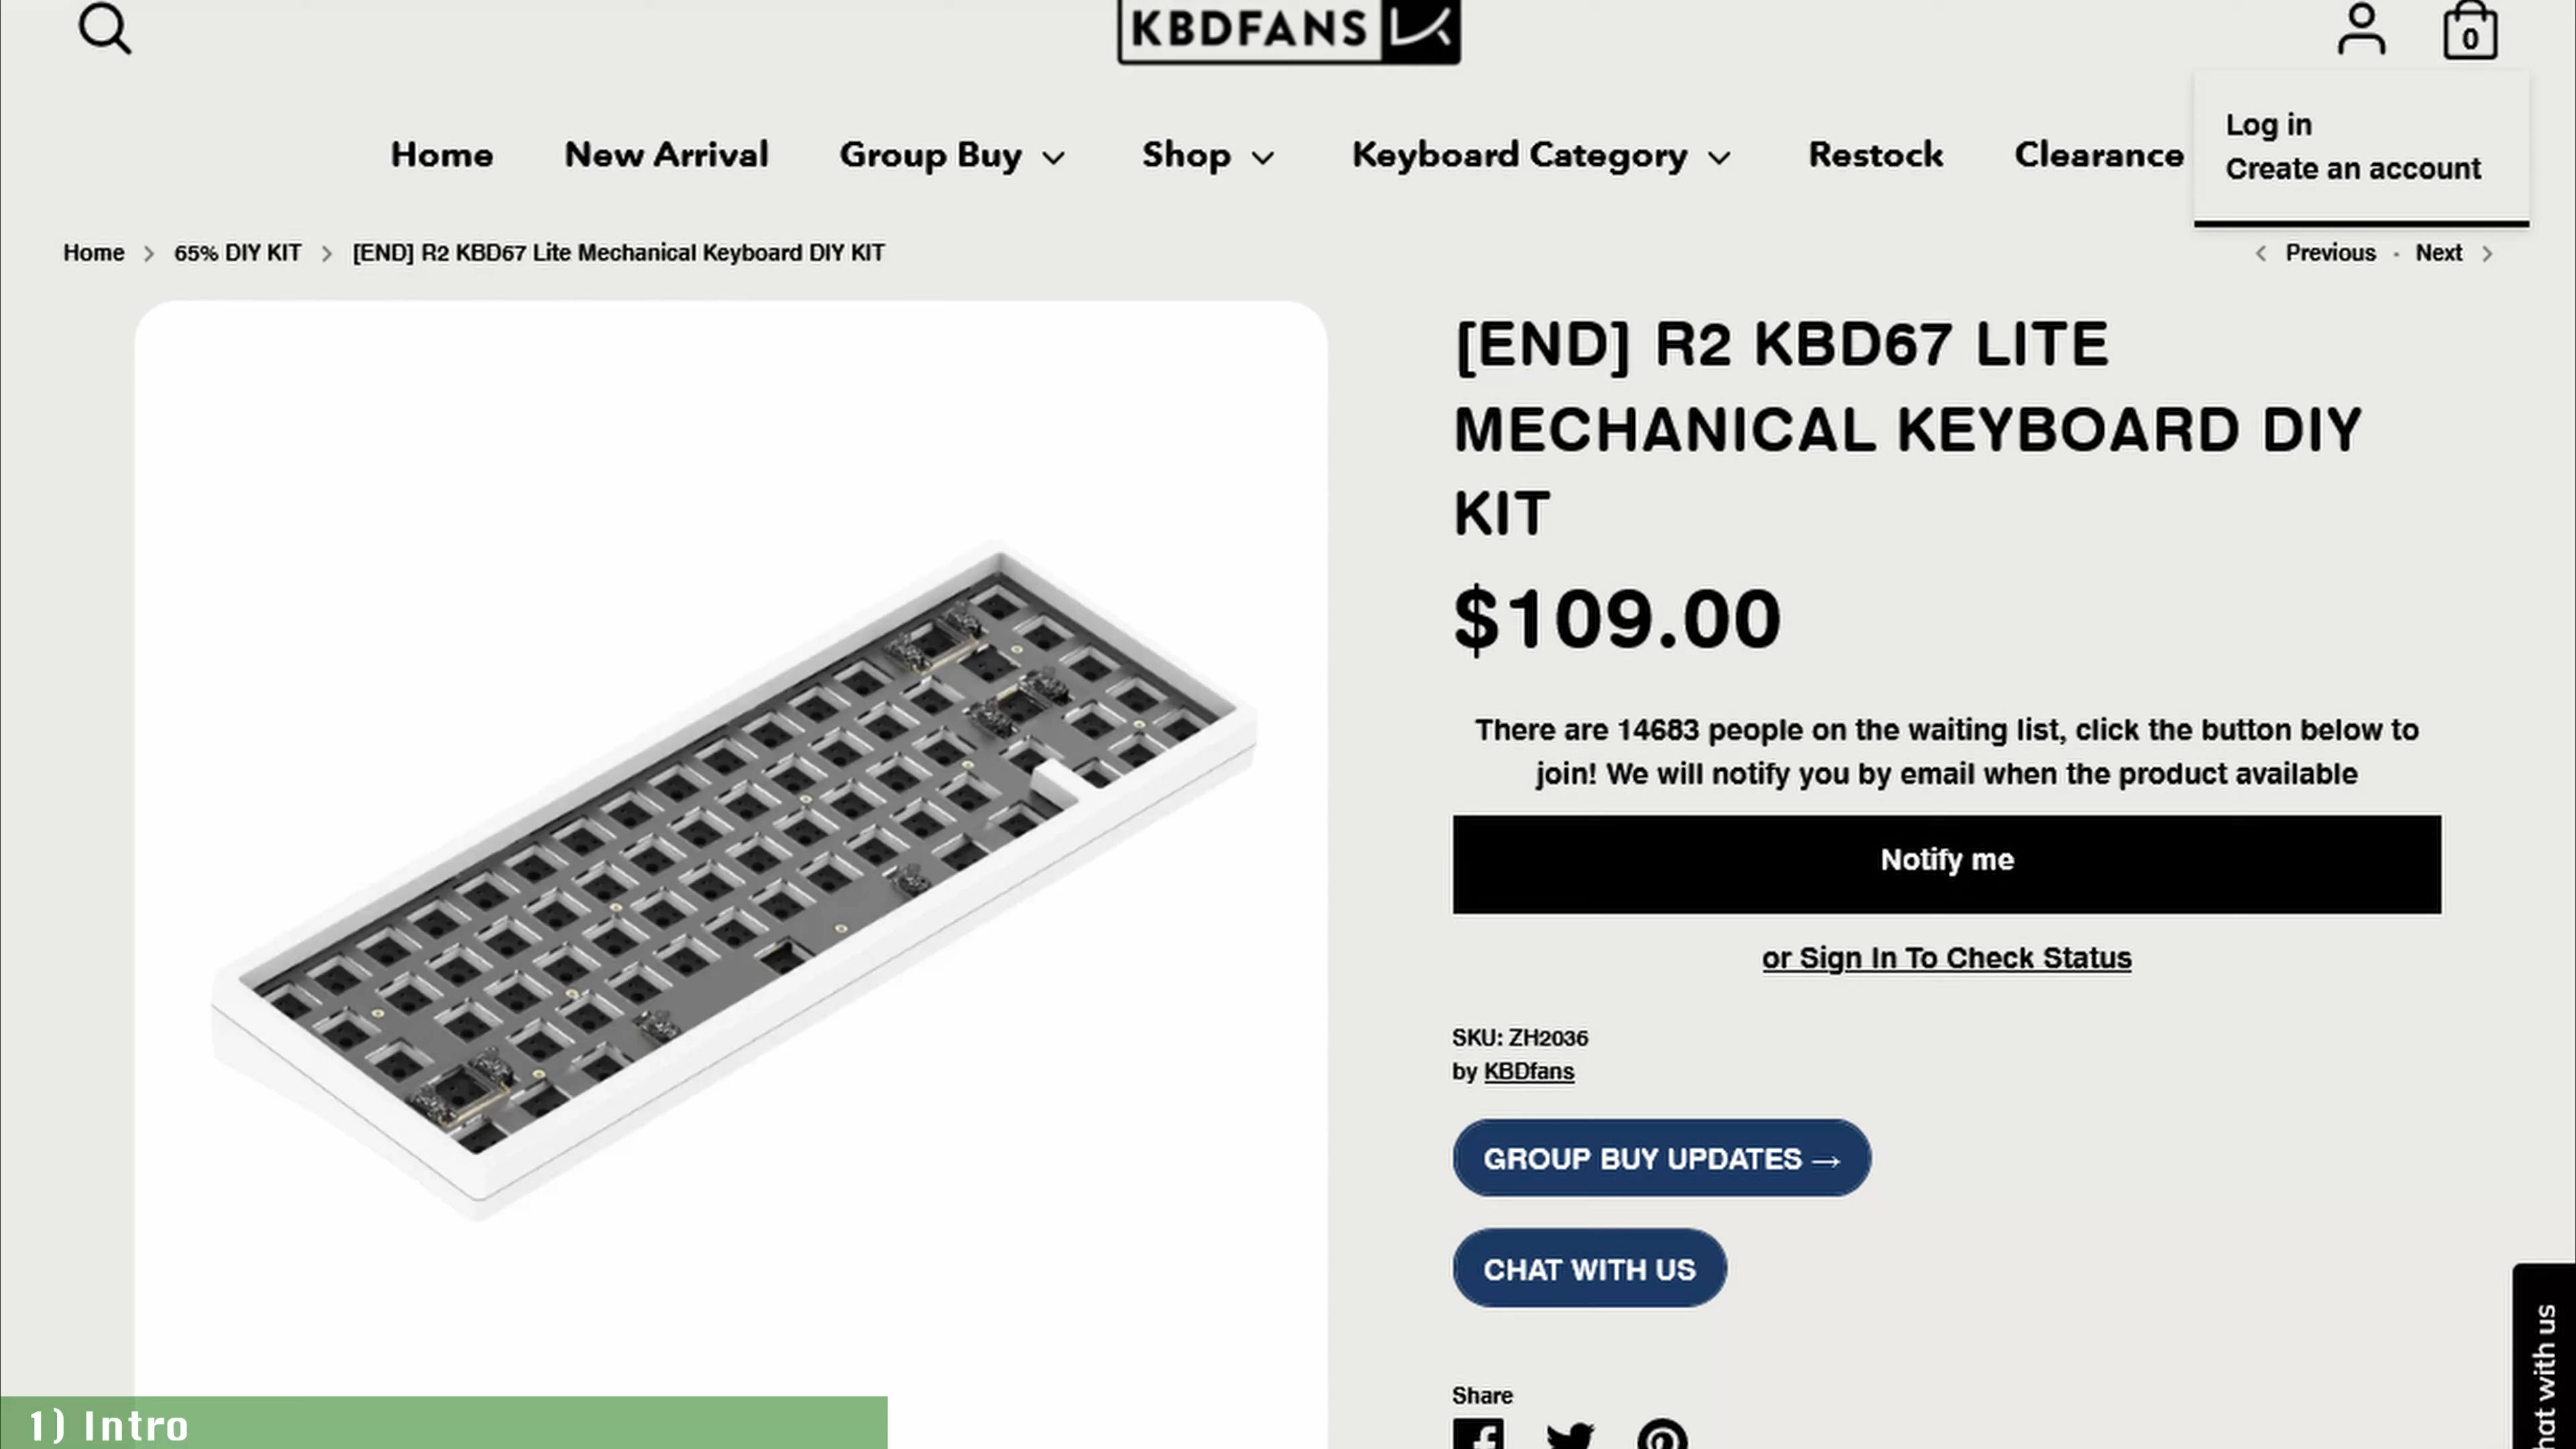 KBDFANS
0
Log in
Create an account
Home New Arrival Group Buy Shop Keyboard Category Restock Clearance
Home > 65% DIY KIT > [END] R2 KBD67 Lite Mechanical Keyboard DIY KIT
< Previous · Next >
[END] R2 KBD67 LITE
MECHANICAL KEYBOARD DIY
KIT
$109.00
There are 14683 people on the waiting list, click the button below to
join! We will notify you by email when the product available
Notify me
or Sign In To Check Status
SKU: ZH2036
by KBDfans
GROUP BUY UPDATES →
CHAT WITH US
Share
hat with us
1) Intro